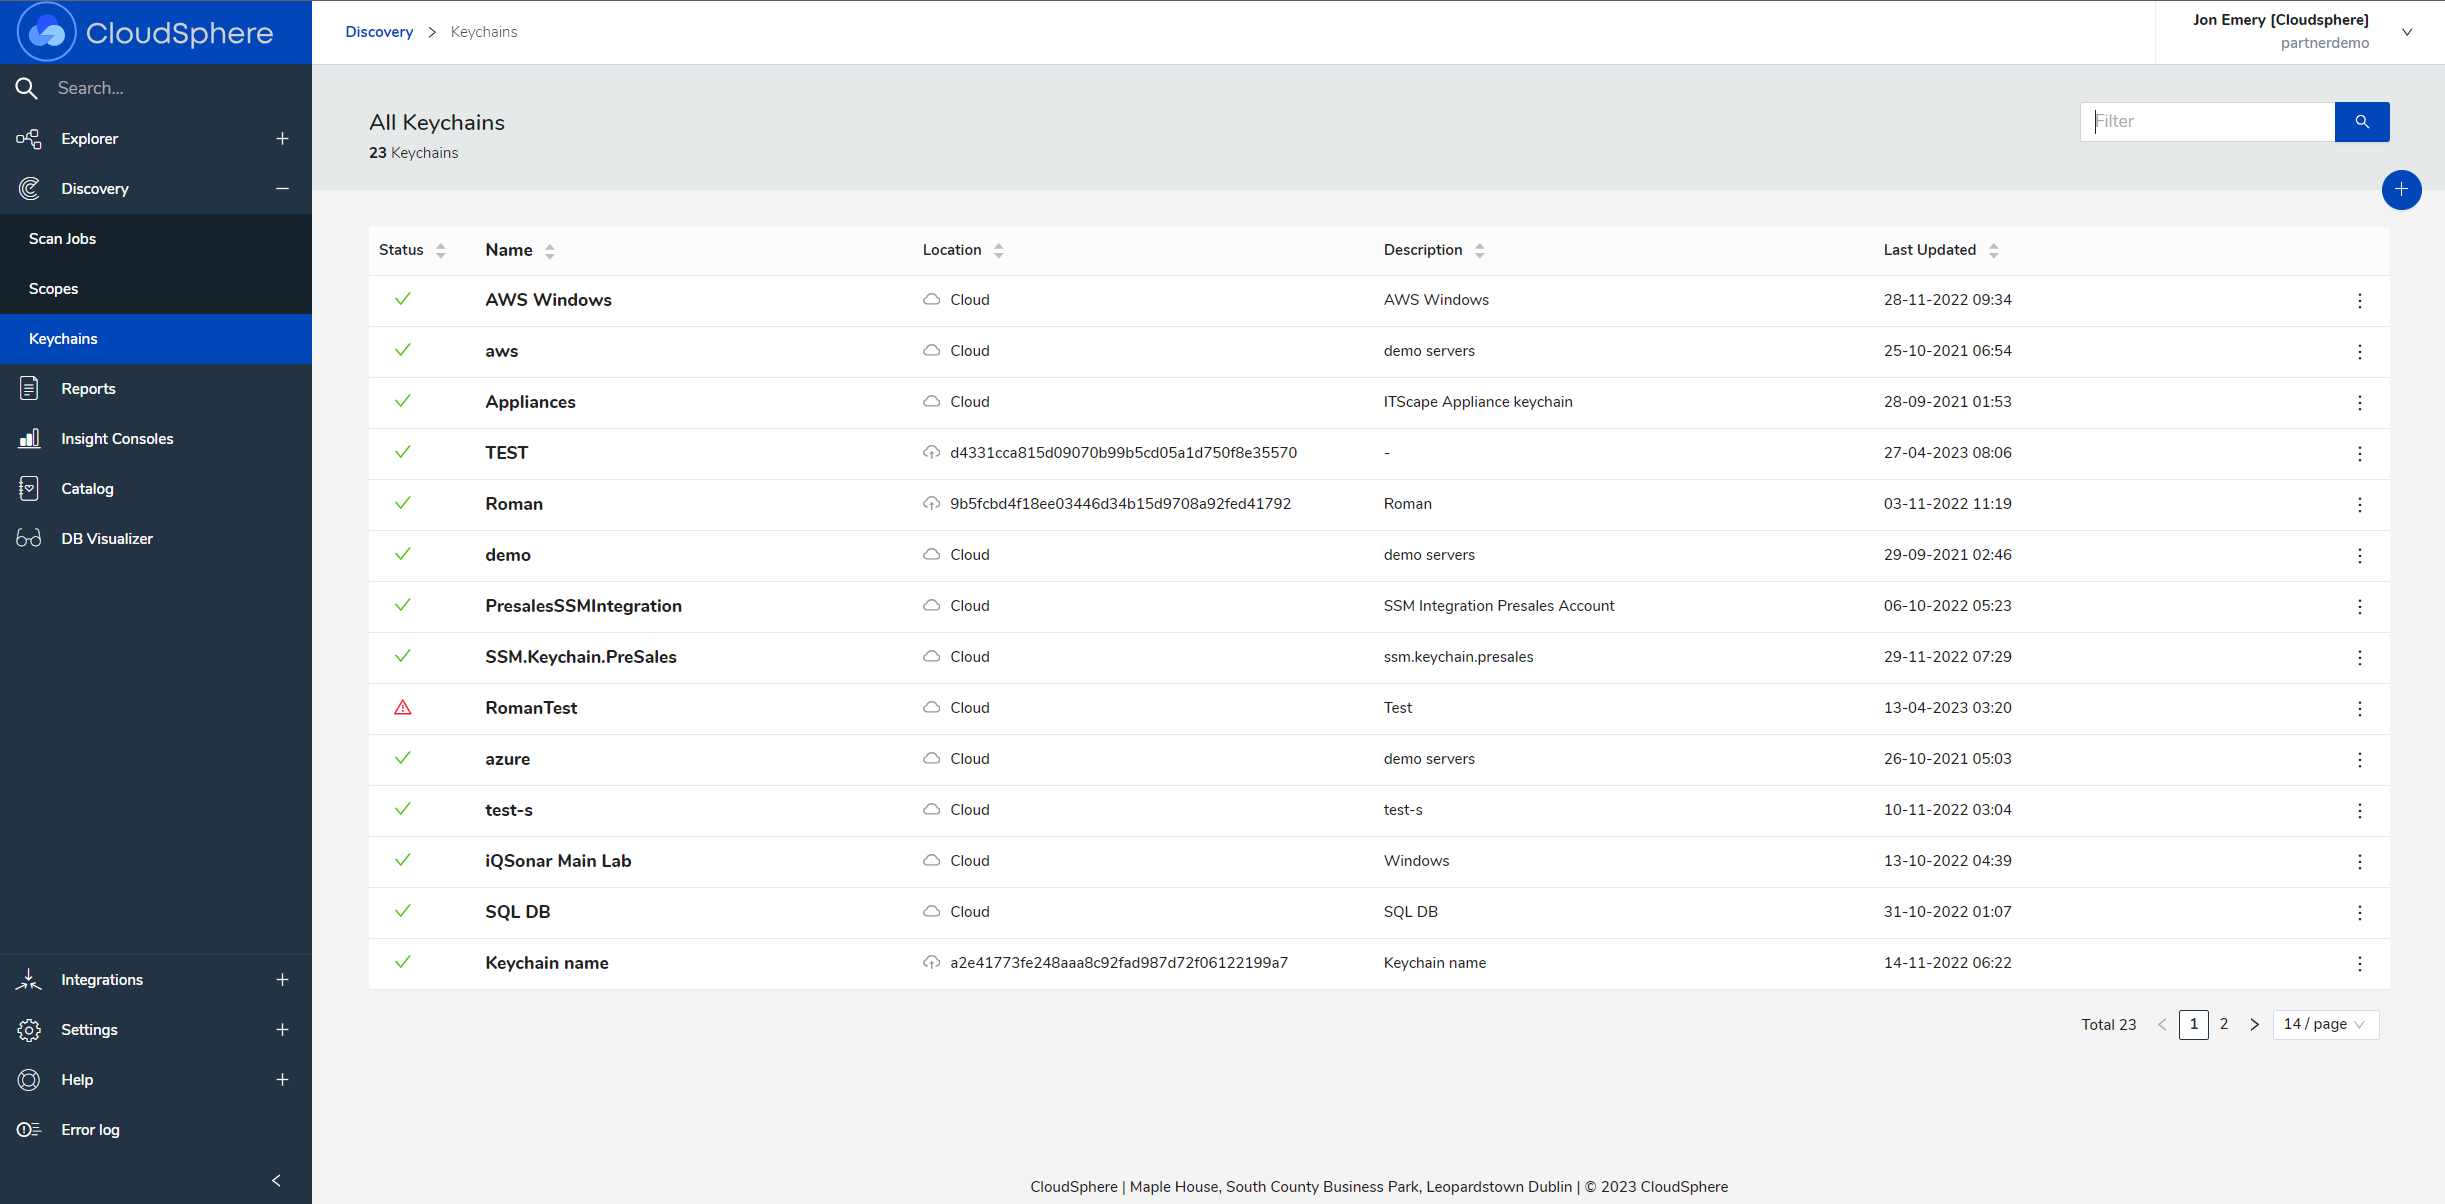 CloudSphere
Discovery > Keychains
Jon Emery [Cloudsphere]
partnerdemo
Search...
Explorer
Discovery
Scan Jobs
Scopes
Keychains
Reports
Insight Consoles
Catalog
DB Visualizer
Integrations
Settings
Help
Error log
All Keychains
23 Keychains
Filter
Status Name Location Description Last Updated
AWS Windows Cloud AWS Windows 28-11-2022 09:34
aws Cloud demo servers 25-10-2021 06:54
Appliances Cloud ITScape Appliance keychain 28-09-2021 01:53
TEST d4331cca815d09070b99b5cd05a1d750f8e35570 - 27-04-2023 08:06
Roman 9b5fcbd4f18ee03446d34b15d9708a92fed41792 Roman 03-11-2022 11:19
demo Cloud demo servers 29-09-2021 02:46
PresalesSSMIntegration Cloud SSM Integration Presales Account 06-10-2022 05:23
SSM.Keychain.PreSales Cloud ssm.keychain.presales 29-11-2022 07:29
RomanTest Cloud Test 13-04-2023 03:20
azure Cloud demo servers 26-10-2021 05:03
test-s Cloud test-s 10-11-2022 03:04
iQSonar Main Lab Cloud Windows 13-10-2022 04:39
SQL DB Cloud SQL DB 31-10-2022 01:07
Keychain name a2e41773fe248aaa8c92fad987d72f06122199a7 Keychain name 14-11-2022 06:22
Total 23 < 1 2 > 14 / page
CloudSphere | Maple House, South County Business Park, Leopardstown Dublin | © 2023 CloudSphere